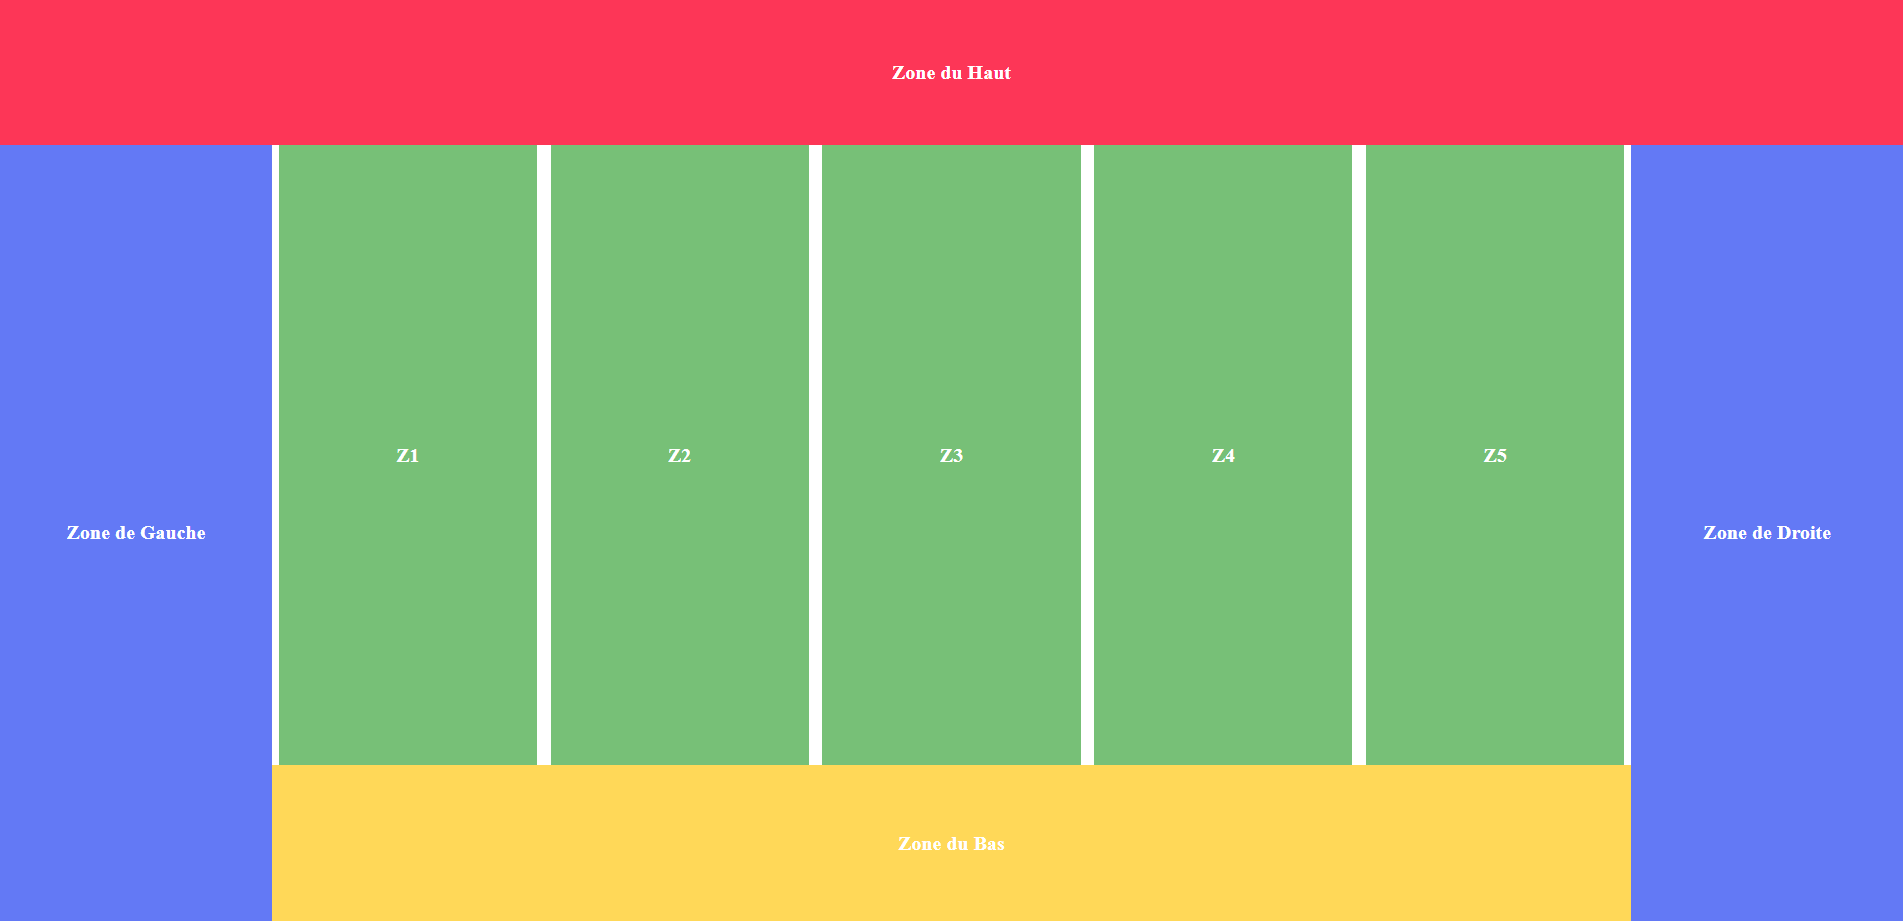 Zone du Haut
Zone de Gauche
Z1
Z2
Z3
Z4
Z5
Zone de Droite
Zone du Bas